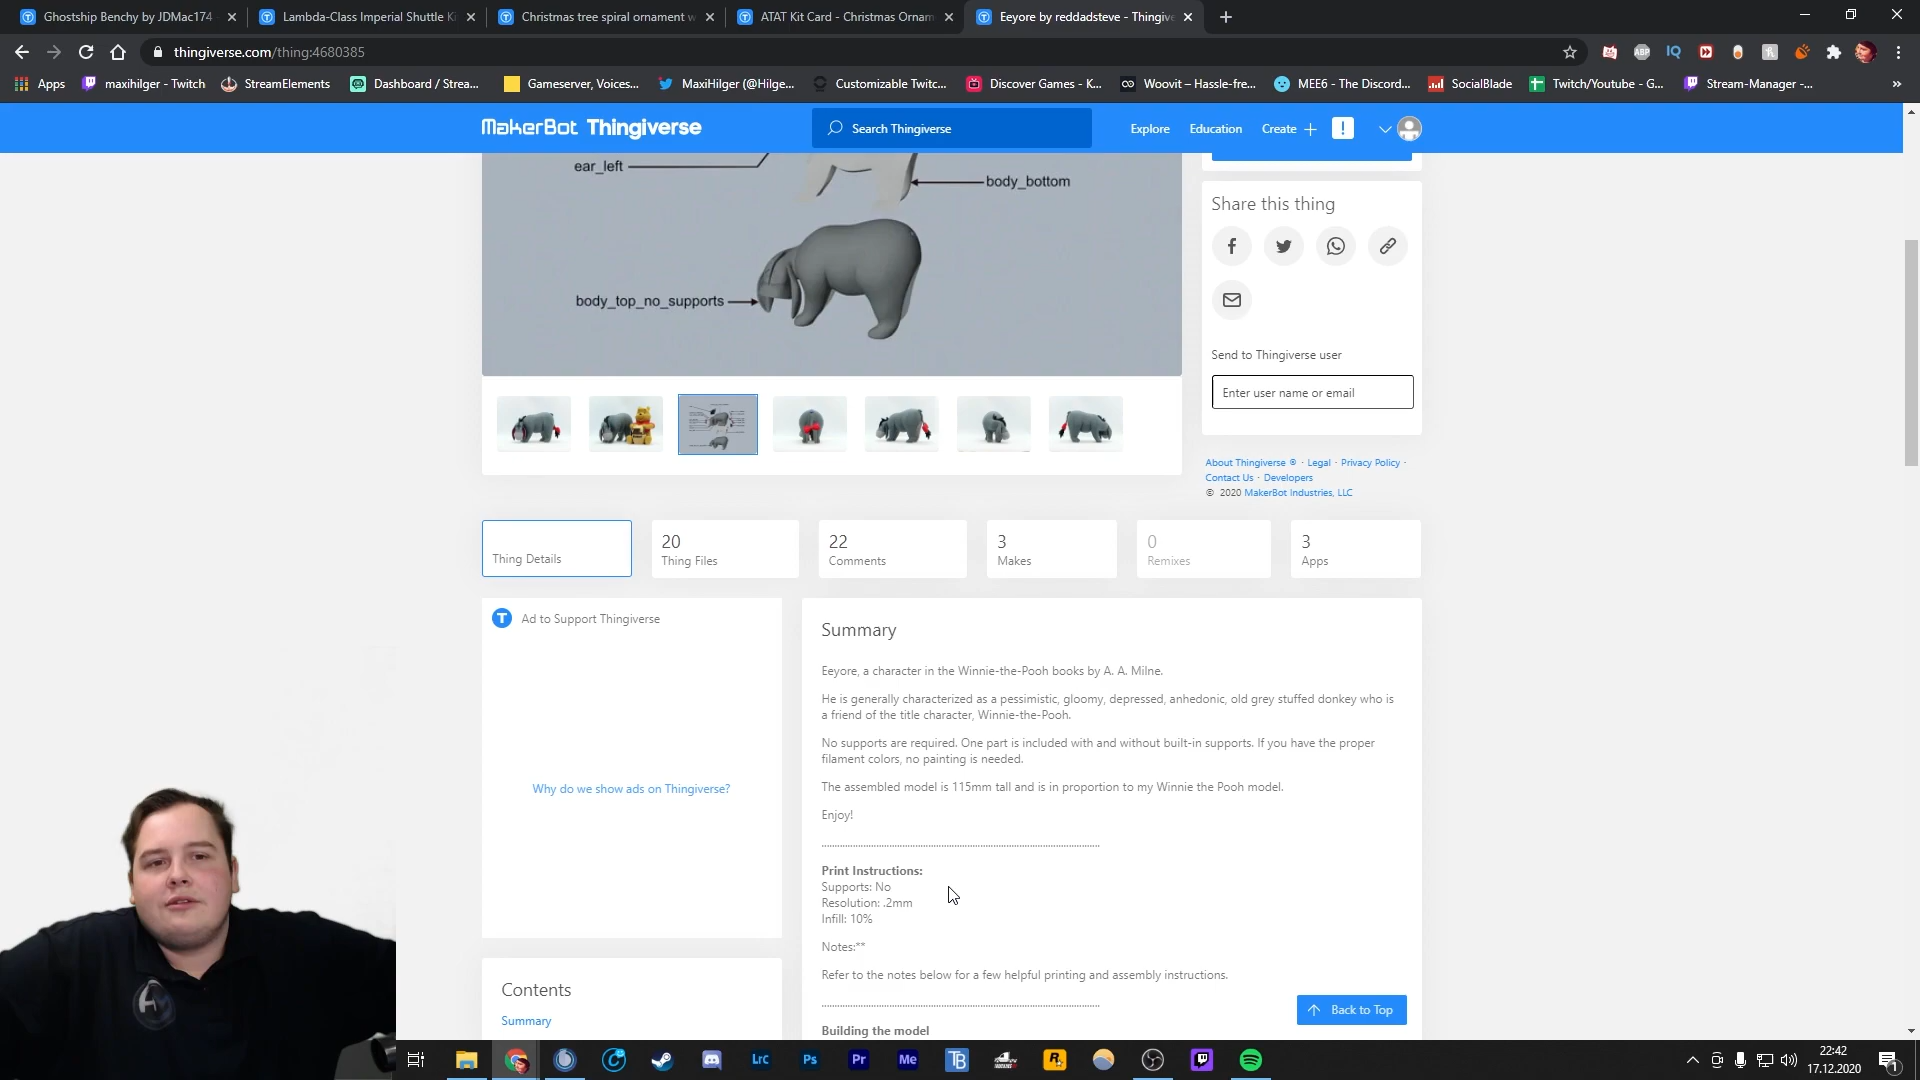 Ghostship Benchy by JDMac174
Lambda-Class Imperial Shuttle Ki
Christmas tree spiral ornament w
ATAT Kit Card - Christmas Ornam
Eeyore by reddadsteve - Thingive
thingiverse.com/thing:4680385
Apps
maxihilger - Twitch
StreamElements
Dashboard / Strea...
Gameserver, Voices...
MaxiHilger (@Hilge...
Customizable Twitc...
Discover Games - K...
Woovit – Hassle-fre...
MEE6 - The Discord...
SocialBlade
Twitch/Youtube - G...
Stream-Manager -...
MakerBot Thingiverse
Search Thingiverse
Explore
Education
Create
ear_left
body_bottom
body_top_no_supports
Share this thing
Send to Thingiverse user
Enter user name or email
About Thingiverse ® · Legal · Privacy Policy ·
Contact Us · Developers
© 2020 MakerBot Industries, LLC
Thing Details
20
Thing Files
22
Comments
3
Makes
0
Remixes
3
Apps
Ad to Support Thingiverse
Why do we show ads on Thingiverse?
Contents
Summary
Summary
Eeyore, a character in the Winnie-the-Pooh books by A. A. Milne.
He is generally characterized as a pessimistic, gloomy, depressed, anhedonic, old grey stuffed donkey who is
a friend of the title character, Winnie-the-Pooh.
No supports are required. One part is included with and without built-in supports. If you have the proper
filament colors, no painting is needed.
The assembled model is 115mm tall and is in proportion to my Winnie the Pooh model.
Enjoy!
Print Instructions:
Supports: No
Resolution: .2mm
Infill: 10%
Notes:**
Refer to the notes below for a few helpful printing and assembly instructions.
Building the model
Back to Top
Lrc
Ps
Pr
Me
TB
22:42
17.12.2020